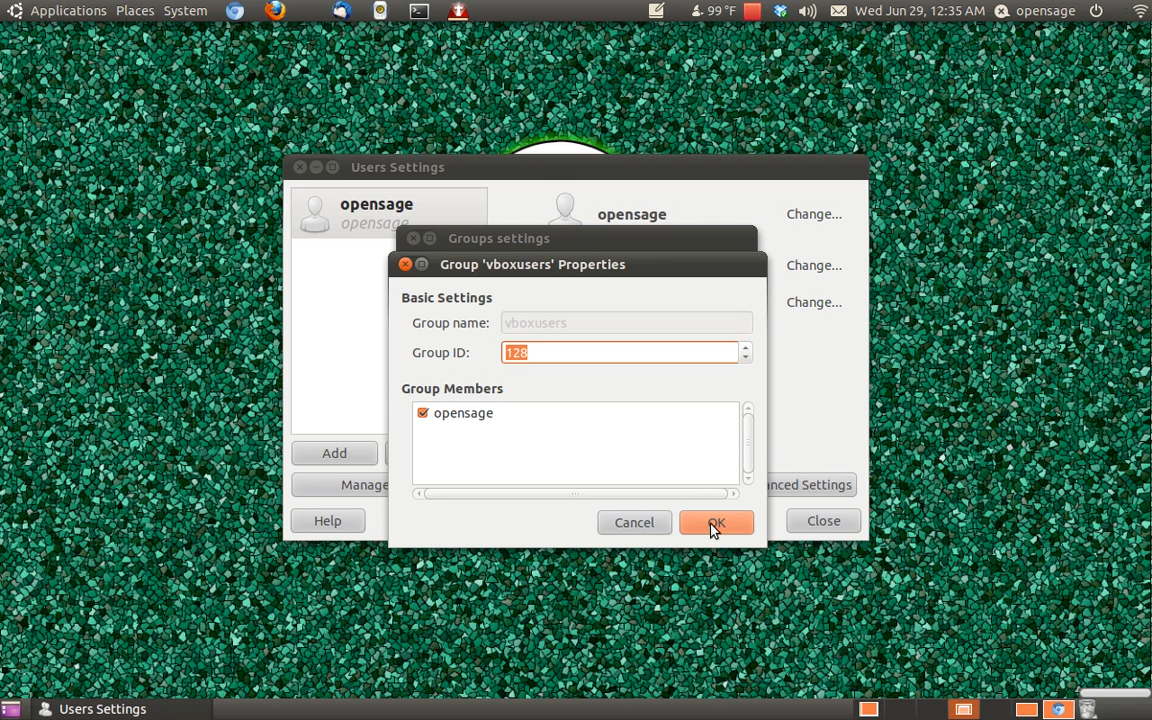 Applications Places System 99 °F Wed Jun 29, 12:35 AM opensage
Users Settings
opensage
opensage
opensage Change...
Groups settings
Group 'vboxusers' Properties
Change...
Basic Settings
Group name: vboxusers
Change...
Group ID: 128
Group Members
opensage
Add
Manage
nced Settings
Help
Cancel
OK
Close
Users Settings